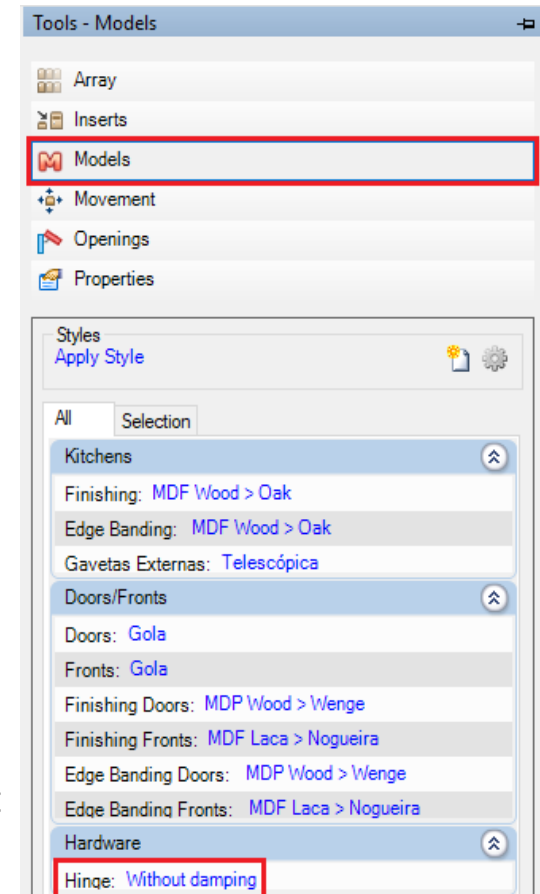 Tools - Models
Array
Inserts
Models
Movement
Openings
Properties
Styles
Apply Style
All Selection
Kitchens
Finishing: MDF Wood > Oak
Edge Banding: MDF Wood > Oak
Gavetas Externas: Telescópica
Doors/Fronts
Doors: Gola
Fronts: Gola
Finishing Doors: MDP Wood > Wenge
Finishing Fronts: MDF Laca > Nogueira
Edge Banding Doors: MDP Wood > Wenge
Edge Banding Fronts: MDF Laca > Nogueira
Hardware
Hinge: Without damping